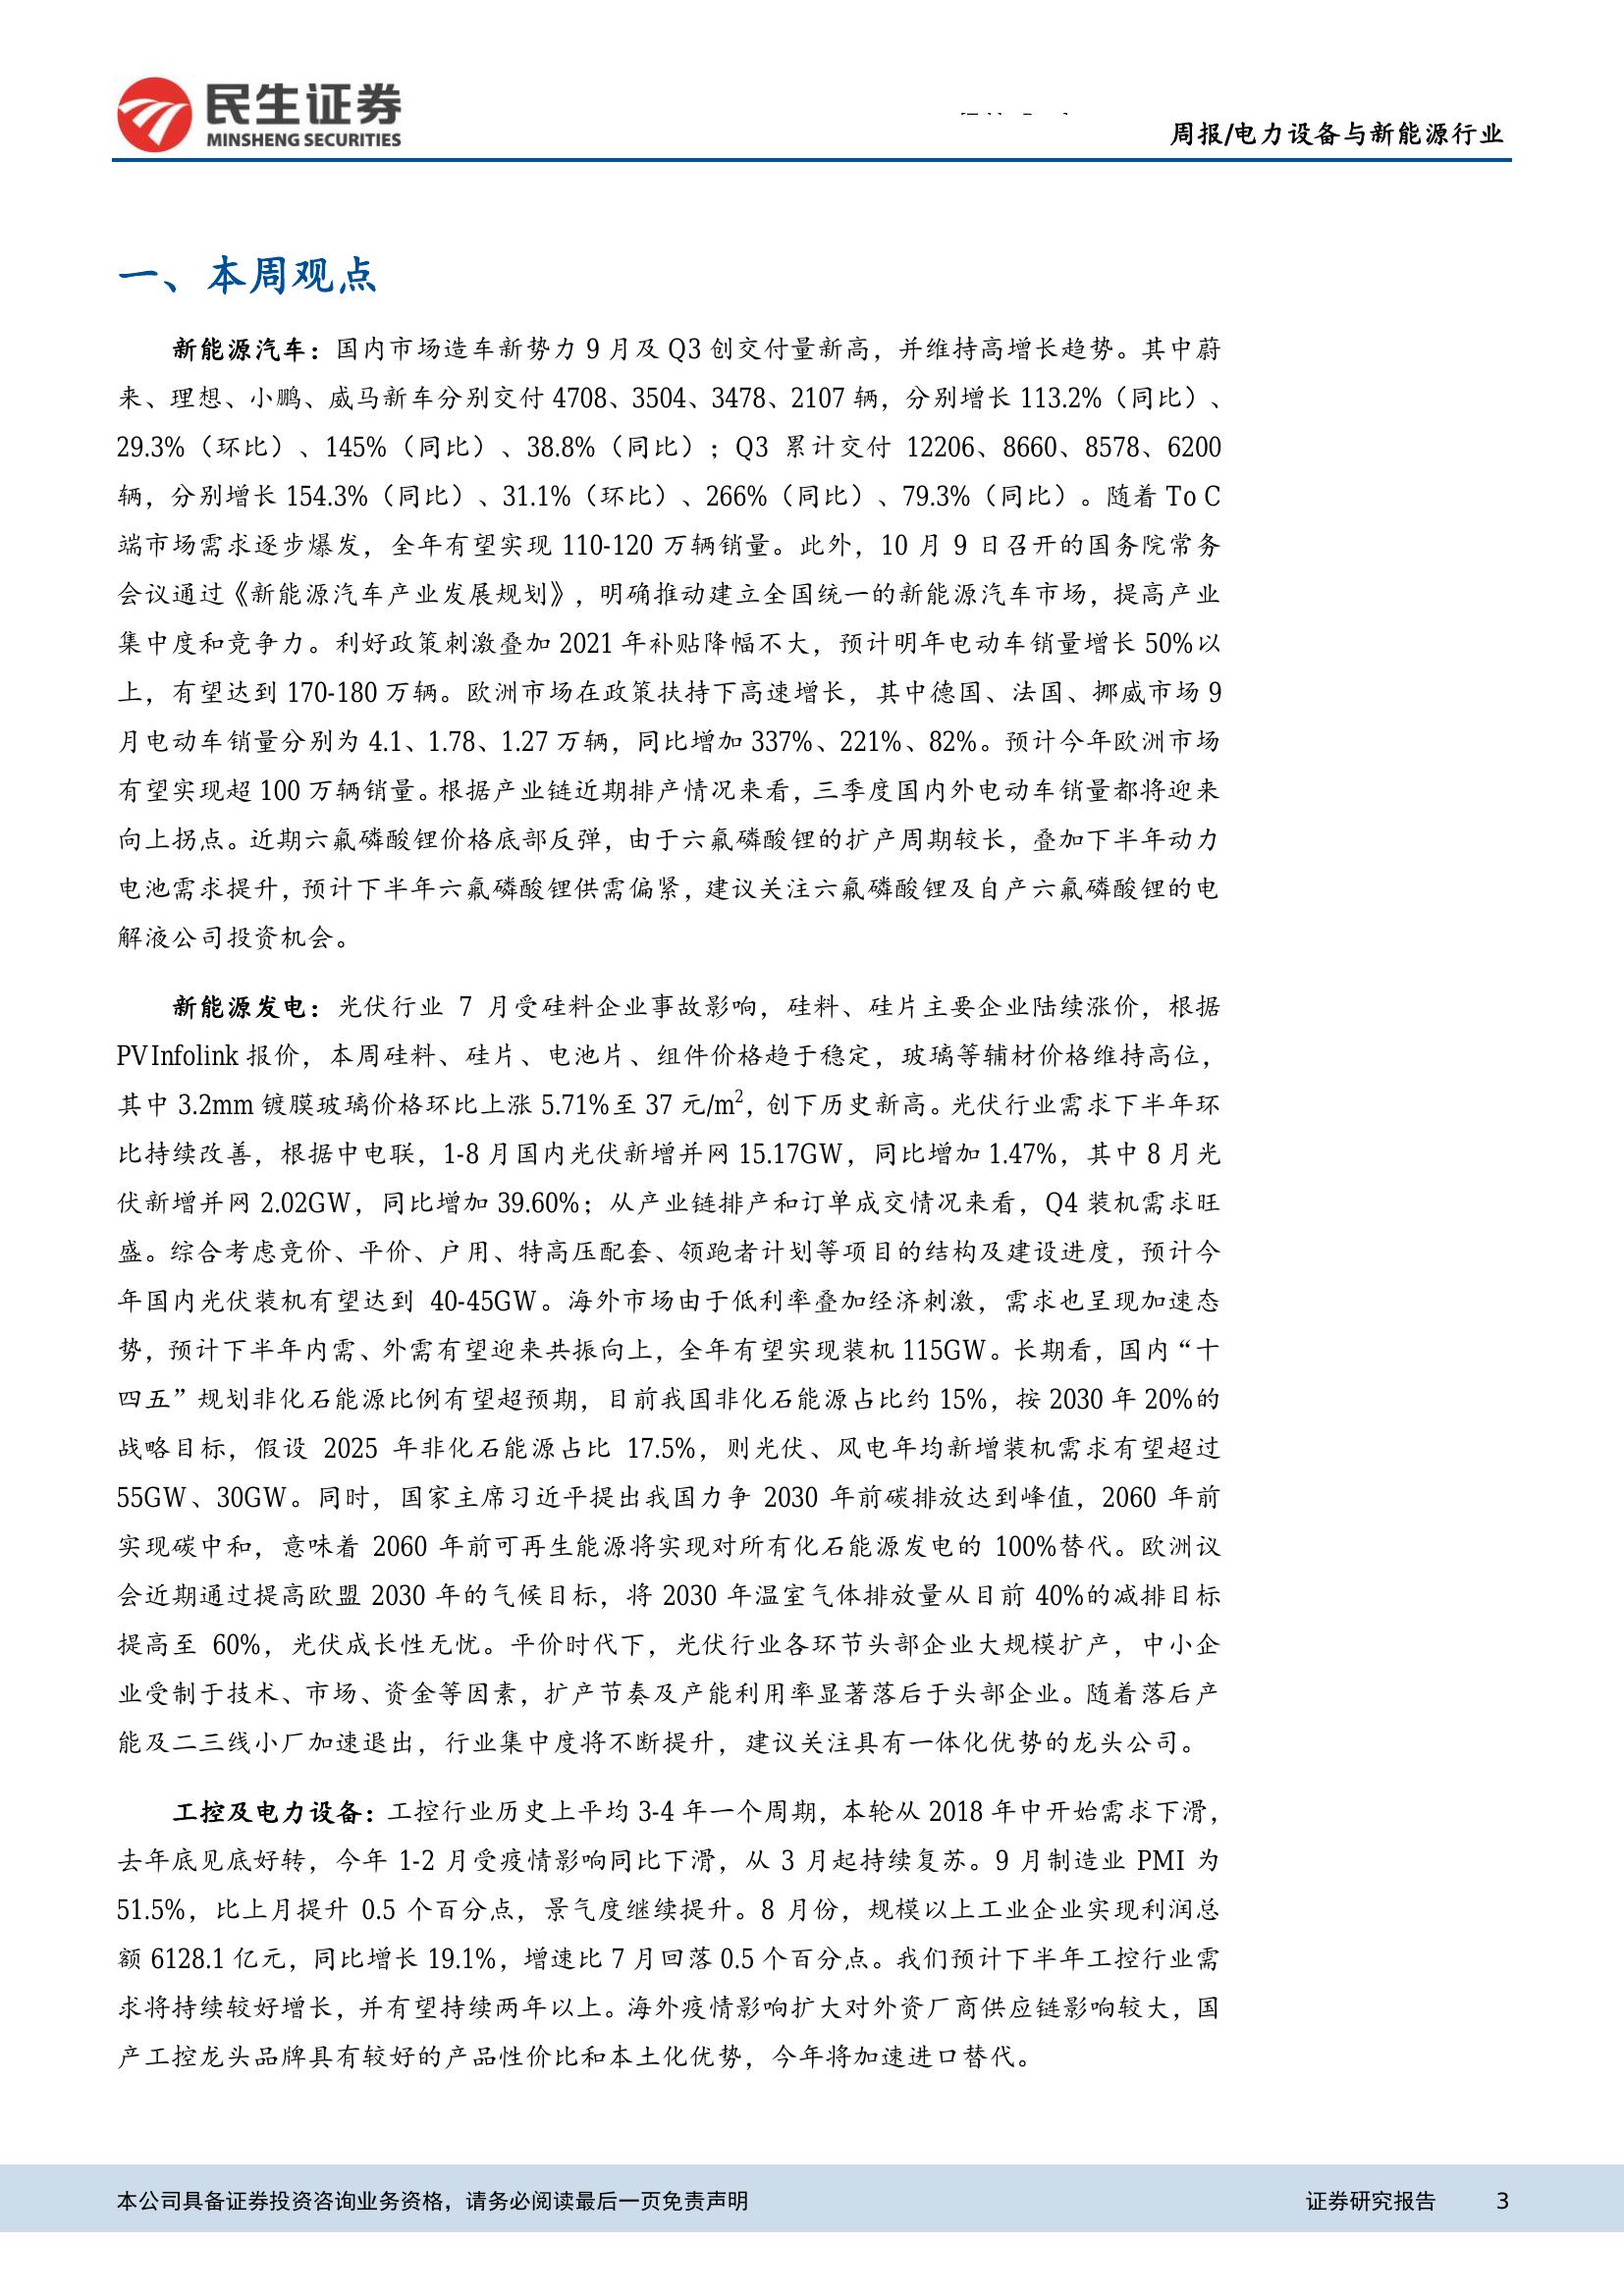 民生证券
MINSHENG SECURITIES
周报/电力设备与新能源行业
一、本周观点
新能源汽车：国内市场造车新势力 9 月及 Q3 创交付量新高，并维持高增长趋势。其中蔚
来、理想、小鹏、威马新车分别交付 4708、3504、3478、2107 辆，分别增长 113.2%（同比）、
29.3%（环比）、145%（同比）、38.8%（同比）；Q3 累计交付 12206、8660、8578、6200
辆，分别增长 154.3%（同比）、31.1%（环比）、266%（同比）、79.3%（同比）。随着 To C
端市场需求逐步爆发，全年有望实现 110-120 万辆销量。此外，10 月 9 日召开的国务院常务
会议通过《新能源汽车产业发展规划》，明确推动建立全国统一的新能源汽车市场，提高产业
集中度和竞争力。利好政策刺激叠加 2021 年补贴降幅不大，预计明年电动车销量增长 50%以
上，有望达到 170-180 万辆。欧洲市场在政策扶持下高速增长，其中德国、法国、挪威市场 9
月电动车销量分别为 4.1、1.78、1.27 万辆，同比增加 337%、221%、82%。预计今年欧洲市场
有望实现超 100 万辆销量。根据产业链近期排产情况来看，三季度国内外电动车销量都将迎来
向上拐点。近期六氟磷酸锂价格底部反弹，由于六氟磷酸锂的扩产周期较长，叠加下半年动力
电池需求提升，预计下半年六氟磷酸锂供需偏紧，建议关注六氟磷酸锂及自产六氟磷酸锂的电
解液公司投资机会。
新能源发电：光伏行业 7 月受硅料企业事故影响，硅料、硅片主要企业陆续涨价，根据
PVInfolink 报价，本周硅料、硅片、电池片、组件价格趋于稳定，玻璃等辅材价格维持高位，
其中 3.2mm 镀膜玻璃价格环比上涨 5.71%至 37 元/m²，创下历史新高。光伏行业需求下半年环
比持续改善，根据中电联，1-8 月国内光伏新增并网 15.17GW，同比增加 1.47%，其中 8 月光
伏新增并网 2.02GW，同比增加 39.60%；从产业链排产和订单成交情况来看，Q4 装机需求旺
盛。综合考虑竞价、平价、户用、特高压配套、领跑者计划等项目的结构及建设进度，预计今
年国内光伏装机有望达到 40-45GW。海外市场由于低利率叠加经济刺激，需求也呈现加速态
势，预计下半年内需、外需有望迎来共振向上，全年有望实现装机 115GW。长期看，国内“十
四五”规划非化石能源比例有望超预期，目前我国非化石能源占比约 15%，按 2030 年 20%的
战略目标，假设 2025 年非化石能源占比 17.5%，则光伏、风电年均新增装机需求有望超过
55GW、30GW。同时，国家主席习近平提出我国力争 2030 年前碳排放达到峰值，2060 年前
实现碳中和，意味着 2060 年前可再生能源将实现对所有化石能源发电的 100%替代。欧洲议
会近期通过提高欧盟 2030 年的气候目标，将 2030 年温室气体排放量从目前 40%的减排目标
提高至 60%，光伏成长性无忧。平价时代下，光伏行业各环节头部企业大规模扩产，中小企
业受制于技术、市场、资金等因素，扩产节奏及产能利用率显著落后于头部企业。随着落后产
能及二三线小厂加速退出，行业集中度将不断提升，建议关注具有一体化优势的龙头公司。
工控及电力设备：工控行业历史上平均 3-4 年一个周期，本轮从 2018 年中开始需求下滑，
去年底见底好转，今年 1-2 月受疫情影响同比下滑，从 3 月起持续复苏。9 月制造业 PMI 为
51.5%，比上月提升 0.5 个百分点，景气度继续提升。8 月份，规模以上工业企业实现利润总
额 6128.1 亿元，同比增长 19.1%，增速比 7 月回落 0.5 个百分点。我们预计下半年工控行业需
求将持续较好增长，并有望持续两年以上。海外疫情影响扩大对外资厂商供应链影响较大，国
产工控龙头品牌具有较好的产品性价比和本土化优势，今年将加速进口替代。
本公司具备证券投资咨询业务资格，请务必阅读最后一页免责声明
证券研究报告 3